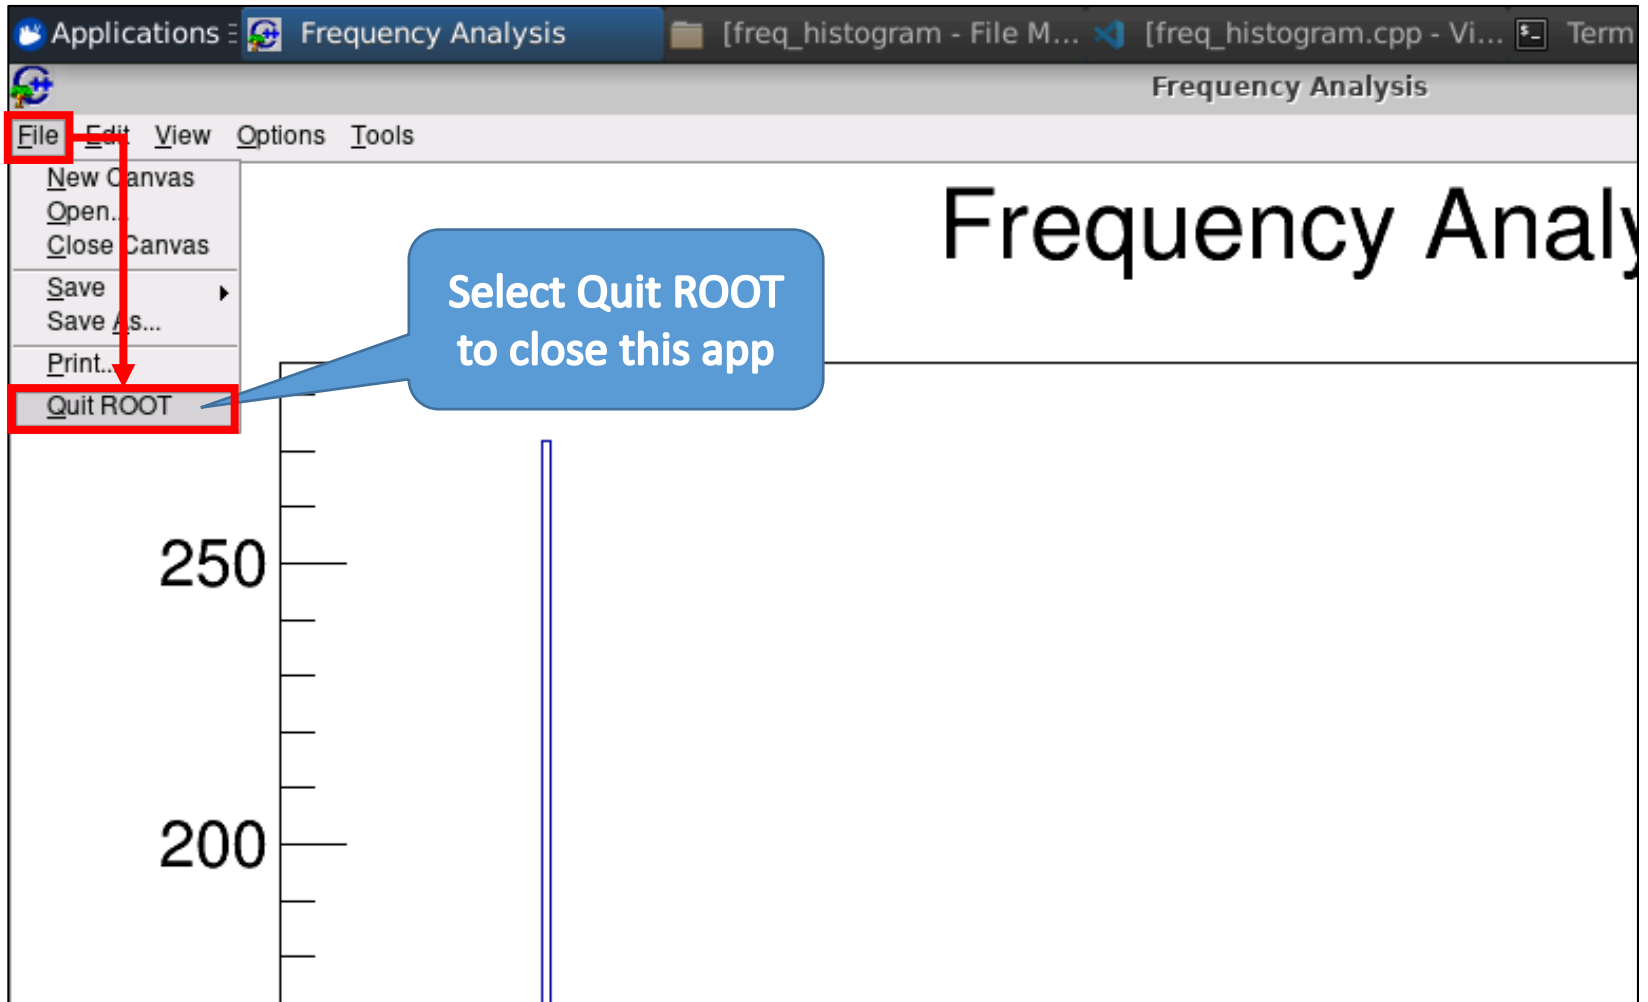 Applications Frequency Analysis [freq_histogram - File M... [freq_histogram.cpp - Vi... Term
Frequency Analysis
File Edit View Options Tools
New Canvas
Open...
Close Canvas
Save
Save As...
Print...
Quit ROOT
Frequency Analy
Select Quit ROOT
to close this app
250
200